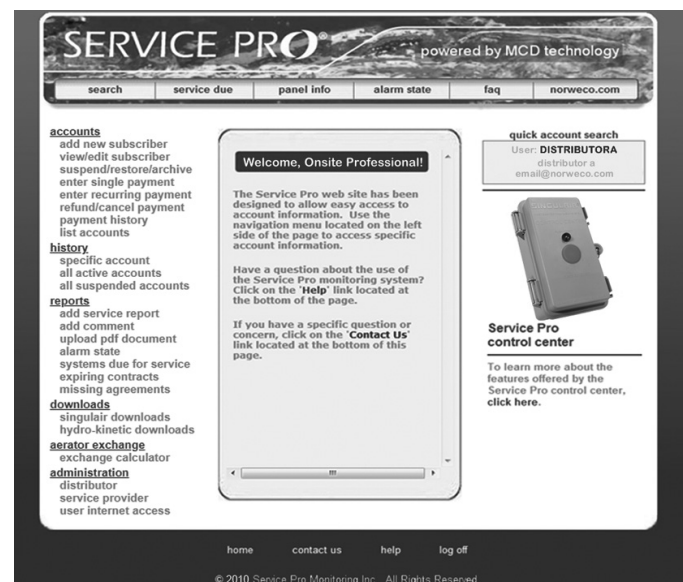 SERVICE PRO®
powered by MCD technology
search
service due
panel info
alarm state
faq
norweco.com
accounts
add new subscriber
view/edit subscriber
suspend/restore/archive
enter single payment
enter recurring payment
refund/cancel payment
payment history
list accounts
history
specific account
all active accounts
all suspended accounts
reports
add service report
add comment
upload pdf document
alarm state
systems due for service
expiring contracts
missing agreements
downloads
singulair downloads
hydro-kinetic downloads
aerator exchange
exchange calculator
administration
distributor
service provider
user internet access
Welcome, Onsite Professional!
The Service Pro web site has been
designed to allow easy access to
account information. Use the
navigation menu located on the left
side of the page to access specific
account information.
Have a question about the use of
the Service Pro monitoring system?
Click on the 'Help' link located at
the bottom of the page.
If you have a specific question or
concern, click on the 'Contact Us'
link located at the bottom of this
page.
quick account search
User: DISTRIBUTORA
distributor a
email@norweco.com
SINGULAIR
Service Pro
control center
To learn more about the
features offered by the
Service Pro control center,
click here.
home
contact us
help
log off
© 2010 Service Pro Monitoring Inc. All Rights Reserved